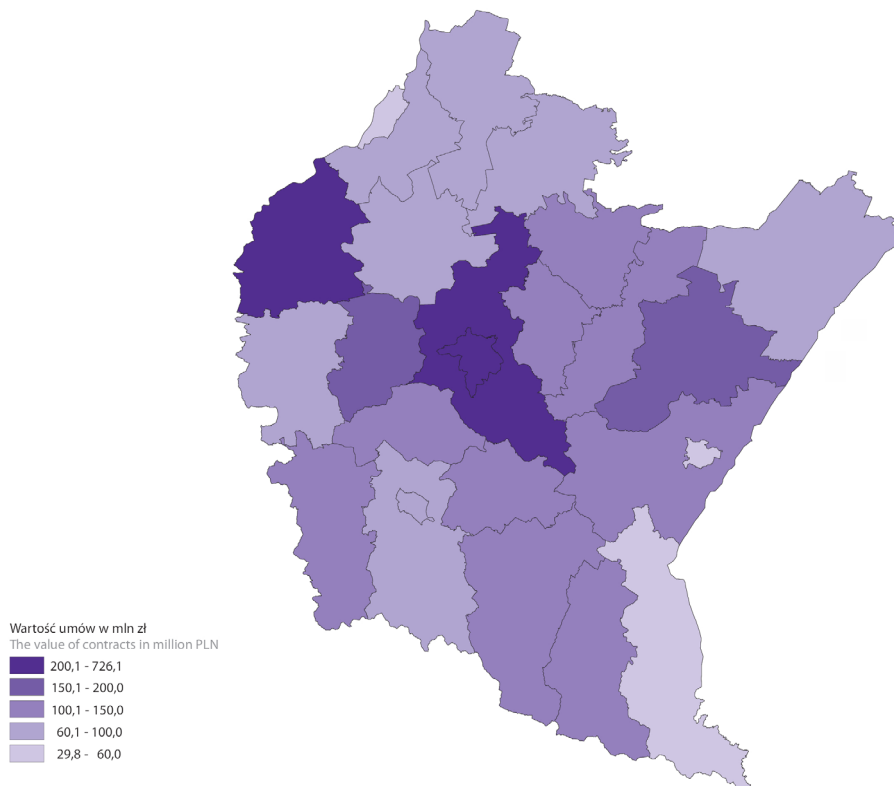 Wartość umów w mln zł
The value of contracts in million PLN
200,1 - 726,1
150,1 - 200,0
100,1 - 150,0
60,1 - 100,0
29,8 - 60,0